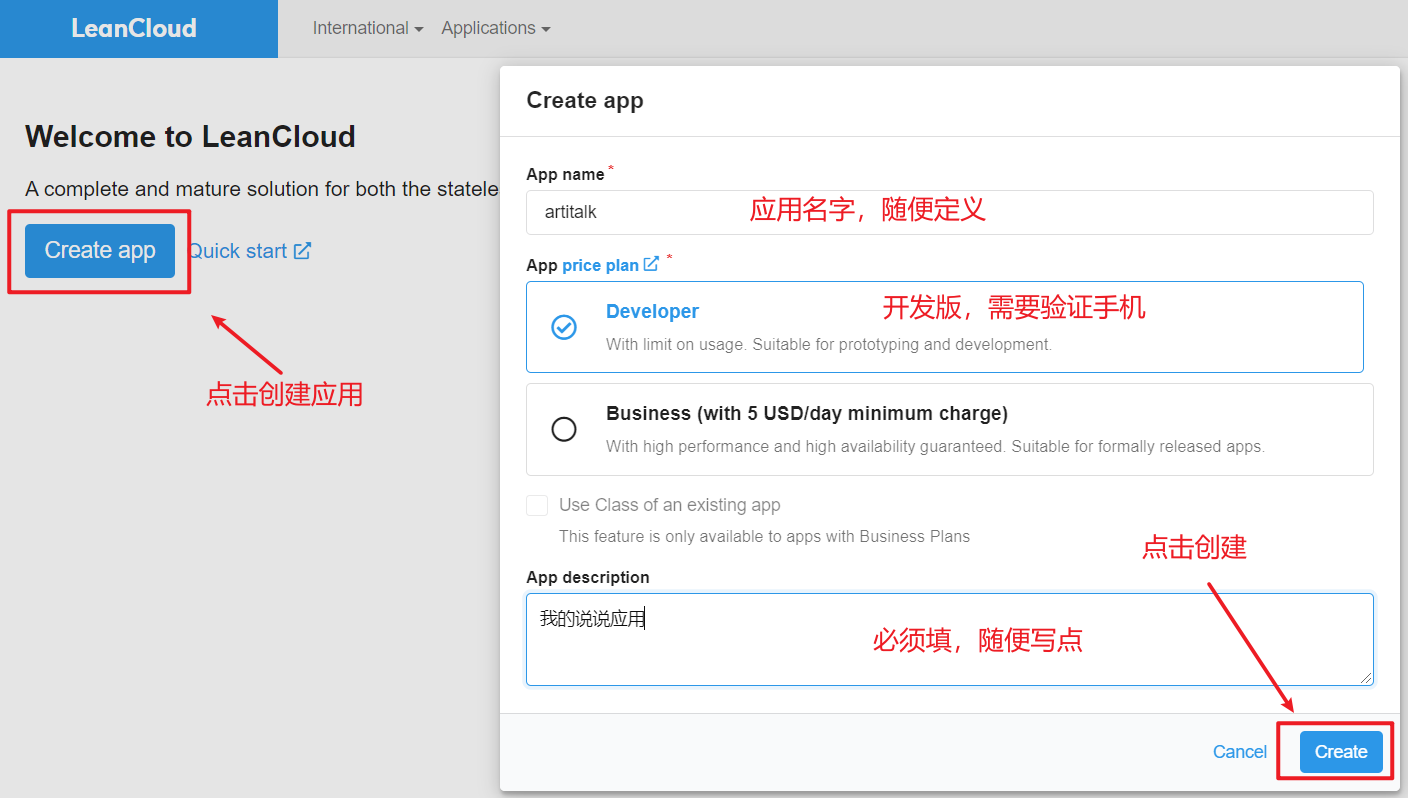 LeanCloud
International
Applications
Welcome to LeanCloud
A complete and mature solution for both the statele
Create app
Quick start
点击创建应用
Create app
App name *
artitalk
应用名字，随便定义
App price plan *
Developer
开发版，需要验证手机
With limit on usage. Suitable for prototyping and development.
Business (with 5 USD/day minimum charge)
With high performance and high availability guaranteed. Suitable for formally released apps.
Use Class of an existing app
This feature is only available to apps with Business Plans
点击创建
App description
我的说说应用
必须填，随便写点
Cancel
Create